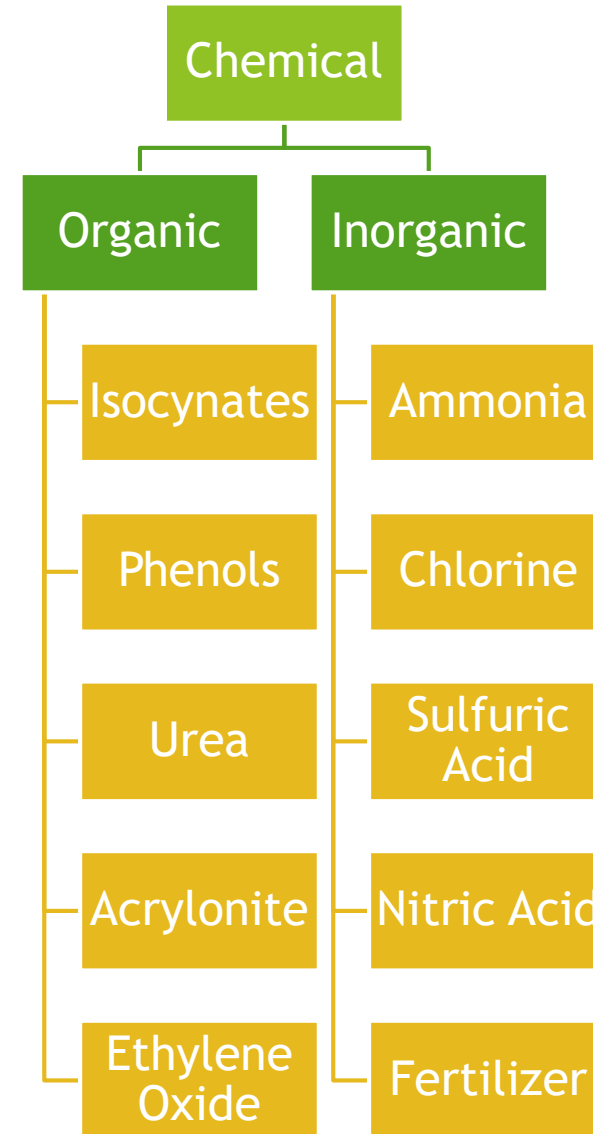 Chemical
Organic
Inorganic
Isocynates
Ammonia
Phenols
Chlorine
Urea
Sulfuric
Acid
Acrylonite
Nitric Acid
Ethylene
Oxide
Fertilizer